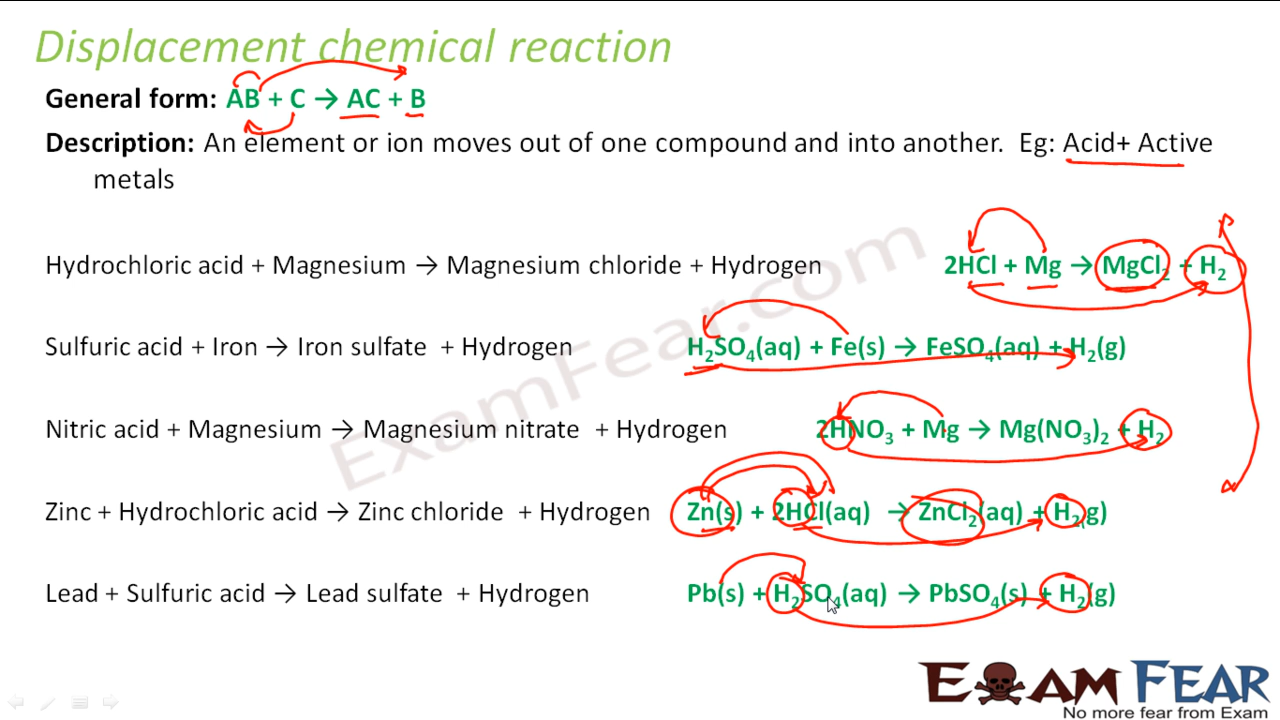 Displacement chemical reaction
General form: AB + C → AC + B
Description: An element or ion moves out of one compound and into another. Eg: Acid+ Active
metals
Hydrochloric acid + Magnesium → Magnesium chloride + Hydrogen 2HCl + Mg → MgCl₂ + H₂
Sulfuric acid + Iron → Iron sulfate + Hydrogen H₂SO₄(aq) + Fe(s) → FeSO₄(aq) + H₂(g)
Nitric acid + Magnesium → Magnesium nitrate + Hydrogen 2HNO₃ + Mg → Mg(NO₃)₂ + H₂
Zinc + Hydrochloric acid → Zinc chloride + Hydrogen Zn(s) + 2HCl(aq) → ZnCl₂(aq) + H₂(g)
Lead + Sulfuric acid → Lead sulfate + Hydrogen Pb(s) + H₂SO₄(aq) → PbSO₄(s) + H₂(g)
ExamFear.com
EXAM FEAR
No more fear from Exam